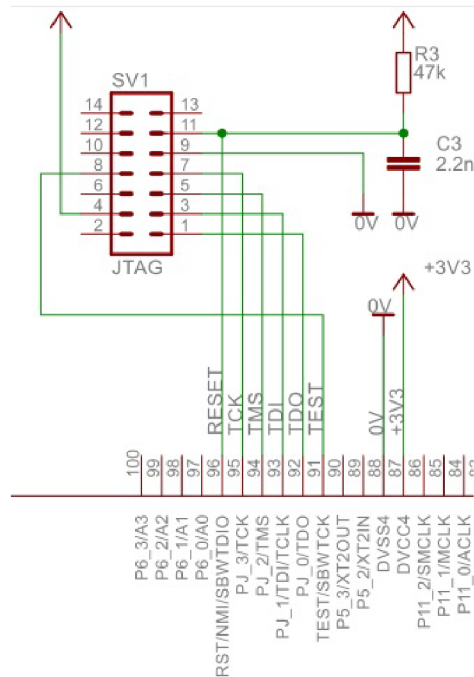 SV1
14 13
12 11
10 9
8 7
6 5
4 3
2 1
JTAG
R3
47k
C3
2.2n
0V 0V
+3V3
0V
RESET
TCK
TMS
TDI
TDO
TEST
0V
+3V3
100
99
98
97
96
95
94
93
92
91
90
89
88
87
86
85
84
P6_3/A3
P6_2/A2
P6_1/A1
P6_0/A0
RST/NMI/SBWTDIO
PJ_3/TCK
PJ_2/TMS
PJ_1/TDI/TCLK
PJ_0/TDO
TEST/SBWTCK
P5_3/XT2OUT
P5_2/XT2IN
DVSS4
DVCC4
P11_2/SMCLK
P11_1/MCLK
P11_0/ACLK